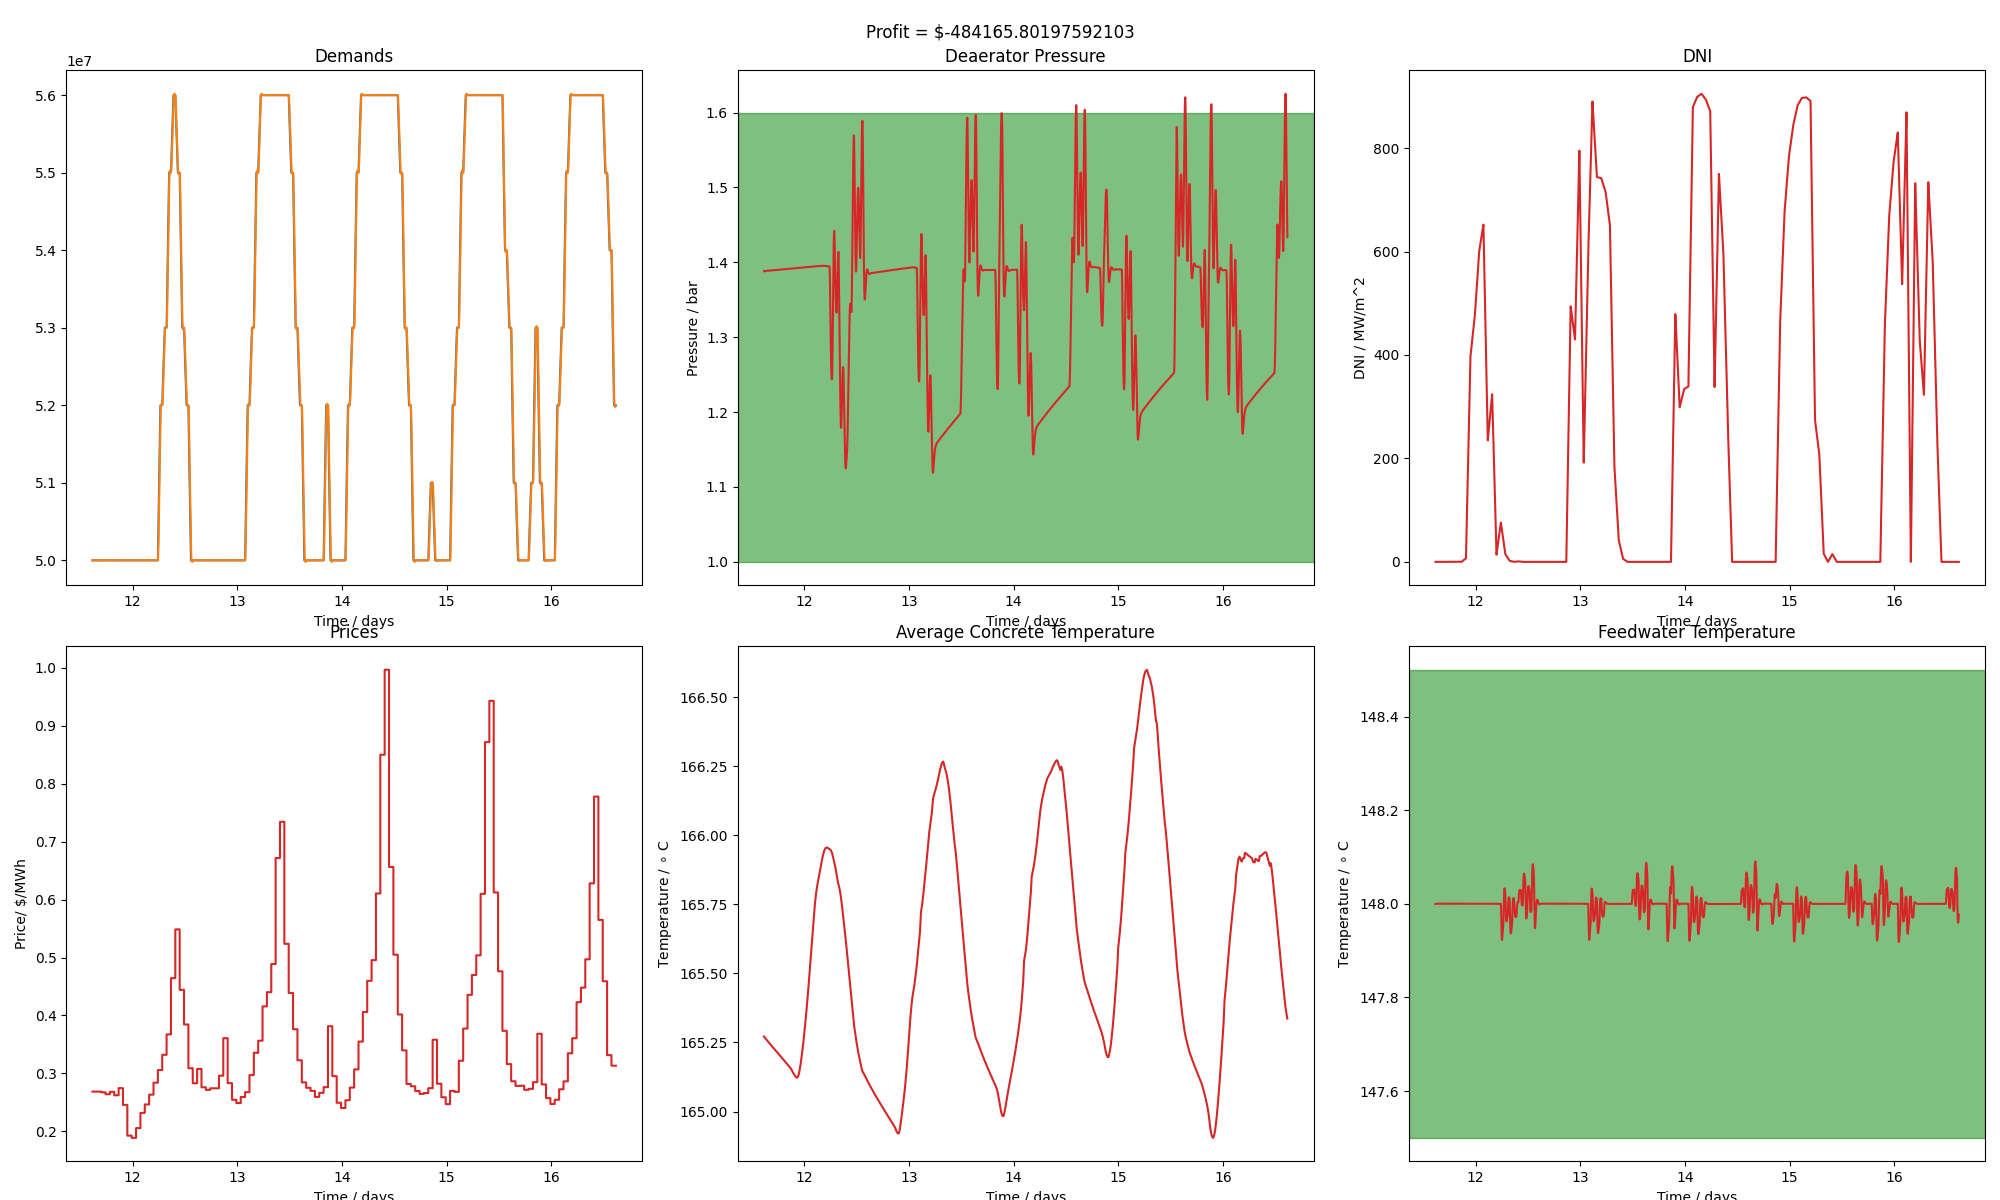 Profit = $-484165.80197592103
Demands
1e7
5.6
5.5
5.4
5.3
5.2
5.1
5.0
12 13 14 15 16
Time / days
Deaerator Pressure
Pressure / bar
1.6
1.5
1.4
1.3
1.2
1.1
1.0
12 13 14 15 16
Time / days
DNI
DNI / MW/m^2
800
600
400
200
0
12 13 14 15 16
Time / days
Prices
Price/ $/MWh
1.0
0.9
0.8
0.7
0.6
0.5
0.4
0.3
0.2
12 13 14 15 16
Time / days
Average Concrete Temperature
Temperature / ∘ C
166.50
166.25
166.00
165.75
165.50
165.25
165.00
12 13 14 15 16
Time / days
Feedwater Temperature
Temperature / ∘ C
148.4
148.2
148.0
147.8
147.6
12 13 14 15 16
Time / days